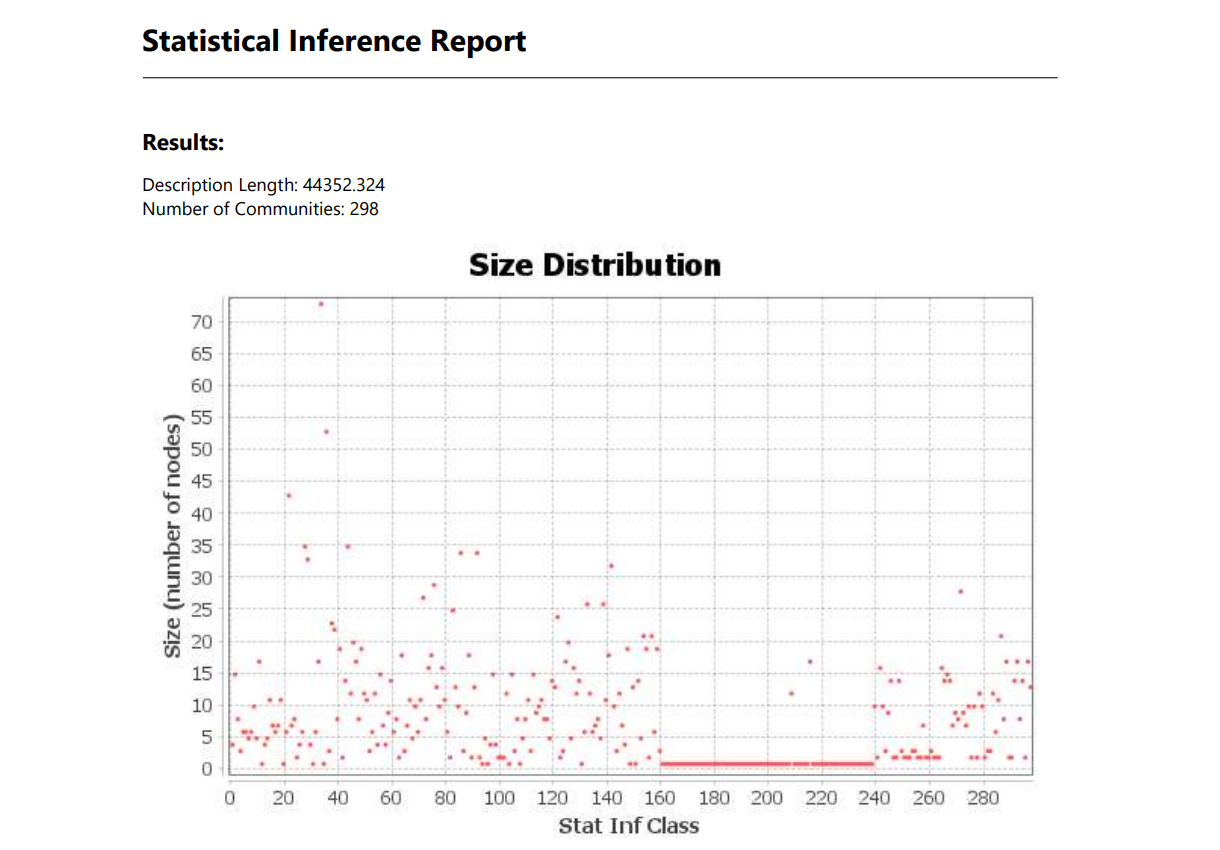 Statistical Inference Report
Results:
Description Length: 44352.324
Number of Communities: 298
Size Distribution
Size (number of nodes)
70
65
60
55
50
45
40
35
30
25
20
15
10
5
0
0 20 40 60 80 100 120 140 160 180 200 220 240 260 280
Stat Inf Class